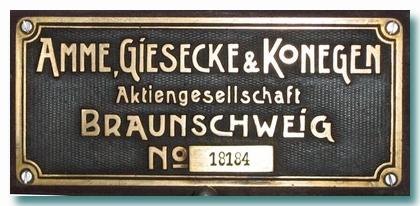 AMME, GIESECKE & KONEGEN
Aktiengesellschaft
BRAUNSCHWEIG
No 18184